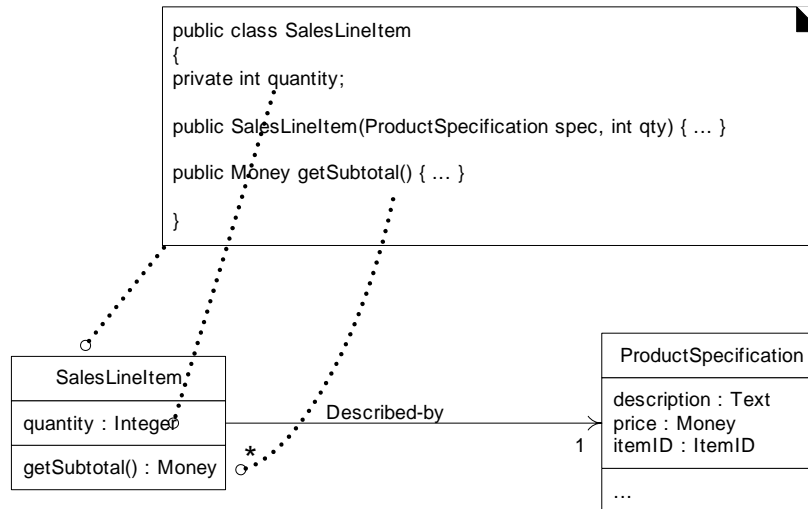 public class SalesLineItem
{
private int quantity;
public SalesLineItem(ProductSpecification spec, int qty) { ... }
public Money getSubtotal() { ... }
}
SalesLineItem
quantity : Integer
getSubtotal() : Money
*
Described-by
1
ProductSpecification
description : Text
price : Money
itemID : ItemID
...